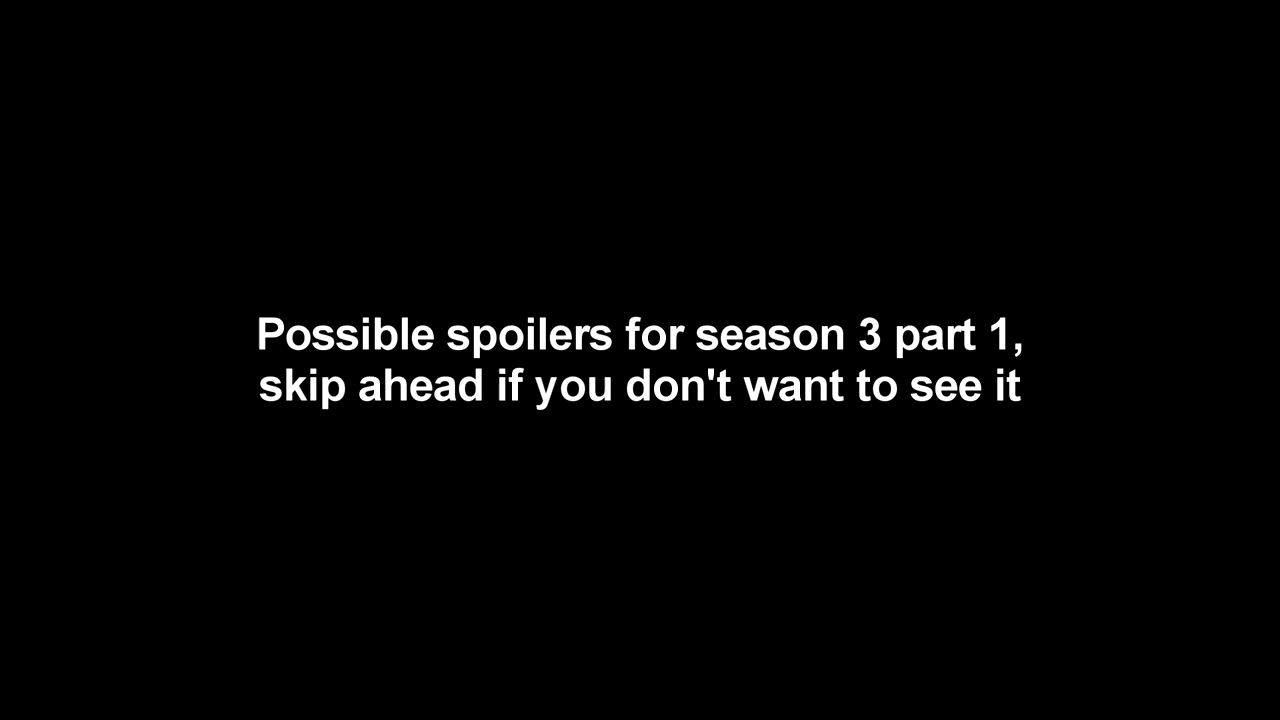 Possible spoilers for season 3 part 1,
skip ahead if you don't want to see it